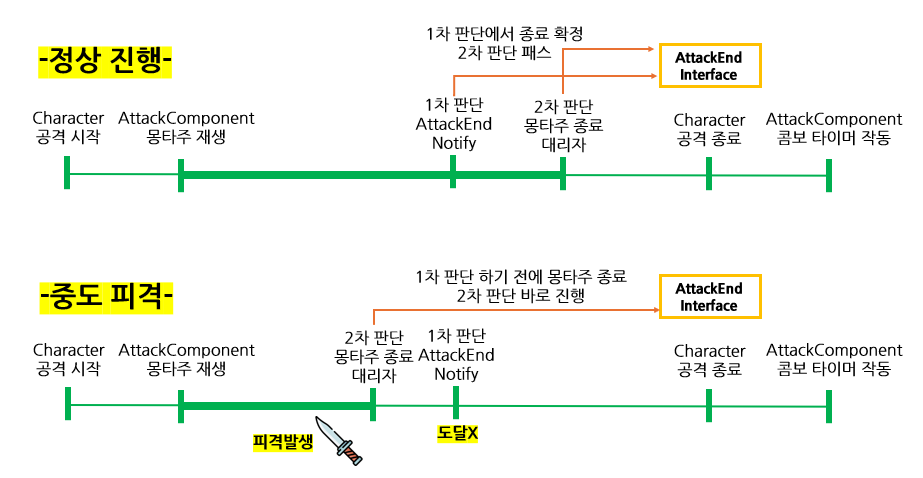 -정상 진행-
1차 판단에서 종료 확정
2차 판단 패스
AttackEnd
Interface
Character
공격 시작
AttackComponent
몽타주 재생
1차 판단
AttackEnd
Notify
2차 판단
몽타주 종료
대리자
Character
공격 종료
AttackComponent
콤보 타이머 작동
-중도 피격-
1차 판단 하기 전에 몽타주 종료
2차 판단 바로 진행
AttackEnd
Interface
Character
공격 시작
AttackComponent
몽타주 재생
2차 판단
몽타주 종료
대리자
1차 판단
AttackEnd
Notify
Character
공격 종료
AttackComponent
콤보 타이머 작동
피격발생
도달X